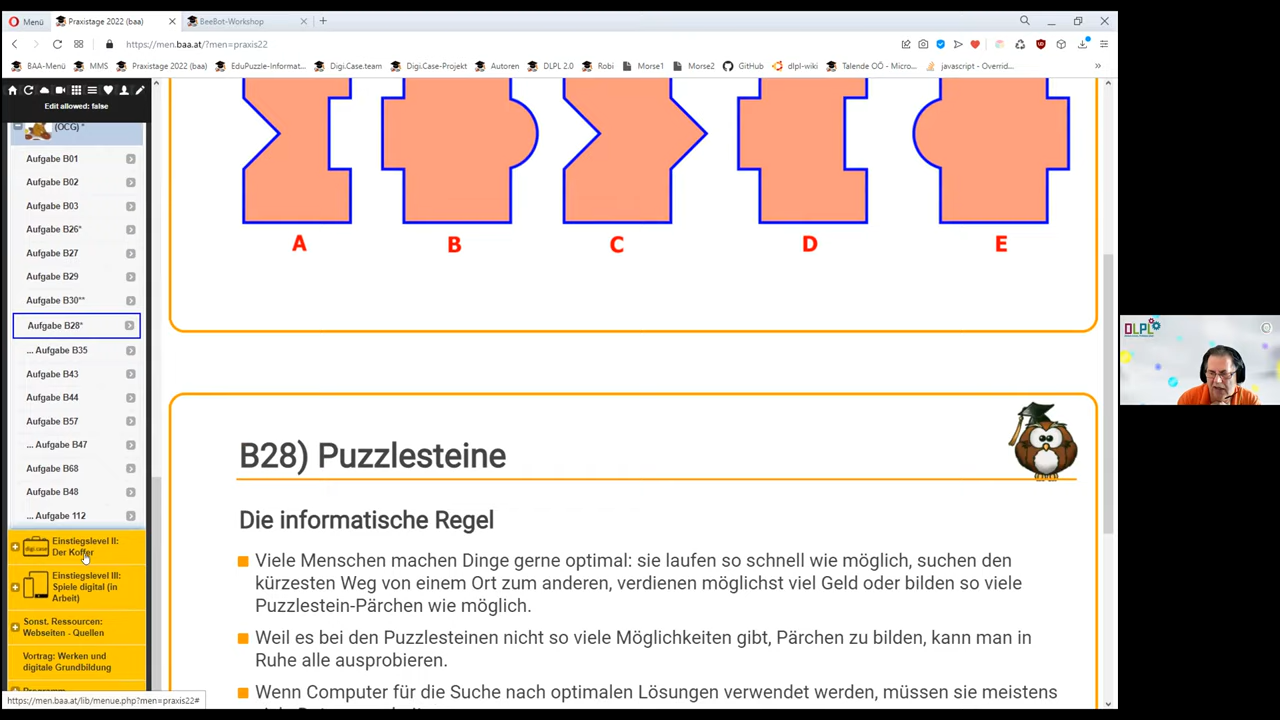 Menü
Praxistage 2022 (baa)
BeeBot-Workshop
https://men.baa.at/?men=praxis22
BAA-Menü
MMS
Praxistage 2022 (baa)
EduPuzzle-Informat...
Digi.Case.team
Digi.Case-Projekt
Autoren
DLPL 2.0
Robi
Morse1
Morse2
GitHub
dlpl-wiki
Talende OÖ - Micro...
javascript - Overrid...
Edit allowed: false
(OCG) *
Aufgabe B01
Aufgabe B02
Aufgabe B03
Aufgabe B26*
Aufgabe B27
Aufgabe B29
Aufgabe B30**
Aufgabe B28*
... Aufgabe B35
Aufgabe B43
Aufgabe B44
Aufgabe B57
... Aufgabe B47
Aufgabe B68
Aufgabe B48
... Aufgabe 112
digi.case
Einstiegslevel II:
Der Koffer
Einstiegslevel III:
Spiele digital (in
Arbeit)
Sonst. Ressourcen:
Webseiten - Quellen
Vortrag: Werken und
digitale Grundbildung
https://men.baa.at/lib/menue.php?men=praxis22#
A B C D E
B28) Puzzlesteine
Die informatische Regel
Viele Menschen machen Dinge gerne optimal: sie laufen so schnell wie möglich, suchen den
kürzesten Weg von einem Ort zum anderen, verdienen möglichst viel Geld oder bilden so viele
Puzzlestein-Pärchen wie möglich.
Weil es bei den Puzzlesteinen nicht so viele Möglichkeiten gibt, Pärchen zu bilden, kann man in
Ruhe alle ausprobieren.
Wenn Computer für die Suche nach optimalen Lösungen verwendet werden, müssen sie meistens
DLPL